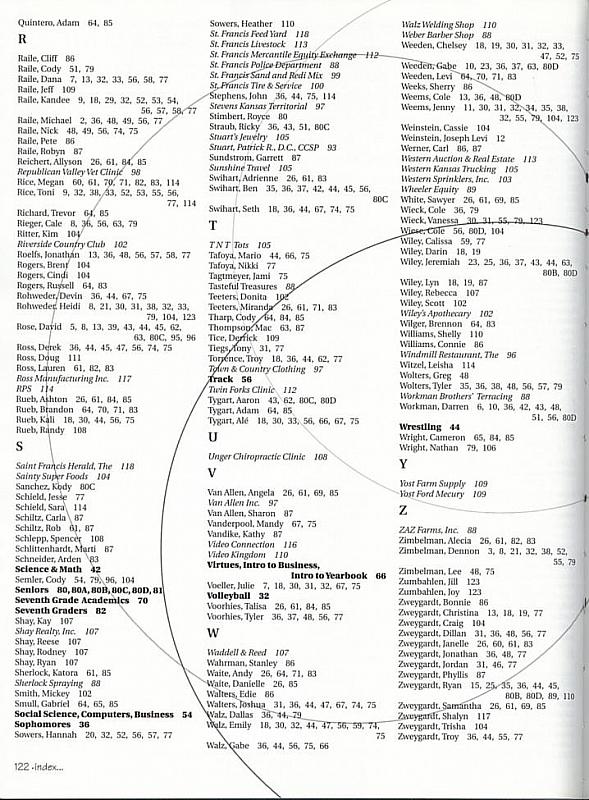 Quintero, Adam 64, 85
R
Raile, Cliff 86
Raile, Cody 51, 79
Raile, Dana 7, 13, 32, 33, 56, 58, 77
Raile, Jeff 109
Raile, Kandee 9, 18, 29, 32, 52, 53, 54,
56, 57, 58, 77
Raile, Michael 2, 36, 48, 49, 56, 77
Raile, Nick 48, 49, 56, 74, 75
Raile, Pete 86
Raile, Robyn 87
Reichert, Allyson 26, 61, 84, 85
Republican Valley Vet Clinic 98
Rice, Megan 60, 61, 70, 71, 82, 83, 114
Rice, Toni 9, 32, 38, 33, 52, 53, 55, 56,
77, 114
Richard, Trevor 64, 85
Rieger, Cale 8, 36, 56, 63, 79
Ritter, Kim 104
Riverside Country Club 102
Roelfs, Jonathan 13, 36, 48, 56, 57, 58, 77
Rogers, Brent 104
Rogers, Cindi 104
Rogers, Russell 64, 83
Rohweder, Devin 36, 44, 67, 75
Rohweder, Heidi 8, 21, 30, 31, 38, 32, 33,
79, 104, 123
Rose, David 5, 8, 13, 39, 43, 44, 45, 62,
63, 80C, 95, 96
Ross, Derek 36, 44, 45, 47, 56, 74, 75
Ross, Doug 111
Ross, Lauren 61, 82, 83
Ross Manufacturing Inc. 117
RPS 114
Rueb, Ashton 26, 61, 84, 85
Rueb, Brandon 64, 70, 71, 83
Rueb, Kali 18, 30, 44, 56, 75
Rueb, Randy 108
S
Saint Francis Herald, The 118
Sainty Super Foods 104
Sanchez, Kody 80C
Schield, Jesse 77
Schield, Sara 114
Schiltz, Carla 87
Schiltz, Rob 61, 87
Schlepp, Spencer 108
Schlittenhardt, Marti 87
Schneider, Arden 83
Science & Math 42
Semler, Cody 54, 79, 96, 104
Seniors 80, 80A, 80B, 80C, 80D, 81
Seventh Grade Academics 70
Seventh Graders 82
Shay, Kay 107
Shay Realty, Inc. 107
Shay, Reese 107
Shay, Rodney 107
Shay, Ryan 107
Sherlock, Katora 61, 85
Sherlock Spraying 88
Smith, Mickey 102
Smull, Gabriel 64, 65, 85
Social Science, Computers, Business 54
Sophomores 36
Sowers, Hannah 20, 32, 52, 56, 57, 77
Sowers, Heather 110
St. Francis Feed Yard 118
St. Francis Livestock 113
St. Francis Mercantile Equity Exchange 112
St. Francis Police Department 88
St. Francis Sand and Redi Mix 99
St. Francis Tire & Service 100
Stephens, John 36, 44, 75, 114
Stevens Kansas Territorial 97
Stimbert, Royce 80
Straub, Ricky 36, 43, 51, 80C
Stuart's Jewelry 105
Stuart, Patrick R., D.C., CCSP 93
Sundstrom, Garrett 87
Sunshine Travel 105
Swihart, Adrienne 26, 61, 83
Swihart, Ben 35, 36, 37, 42, 44, 45, 56,
80C
Swihart, Seth 18, 36, 44, 67, 74, 75
T
T N T Tots 105
Tafoya, Mario 44, 66, 75
Tafoya, Nikki 77
Tagtmeyer, Jami 75
Tasteful Treasures 88
Teeters, Donita 102
Teeters, Miranda 26, 61, 71, 83
Tharp, Cody 64, 84, 85
Thompson, Mac 63, 87
Tice, Derrick 109
Tiegs, Tony 31, 77
Torrence, Troy 18, 36, 44, 62, 77
Town & Country Clothing 97
Track 56
Twin Forks Clinic 112
Tygart, Aaron 43, 62, 80C, 80D
Tygart, Adam 64, 85
Tygart, Alé 18, 30, 33, 56, 66, 67, 75
U
Unger Chiropractic Clinic 108
V
Van Allen, Angela 26, 61, 69, 85
Van Allen Inc. 97
Van Allen, Sharon 87
Vanderpool, Mandy 67, 75
Vandike, Kathy 87
Video Connection 116
Video Kingdom 110
Virtues, Intro to Business,
Intro to Yearbook 66
Voeller, Julie 7, 18, 30, 31, 32, 67, 75
Volleyball 32
Voorhies, Talisa 26, 61, 84, 85
Voorhies, Tyler 36, 37, 48, 56, 77
W
Waddell & Reed 107
Wahrman, Stanley 86
Waite, Andy 26, 64, 71, 83
Waite, Danielle 26, 85
Walters, Edie 86
Walters, Joshua 31, 36, 44, 47, 67, 74, 75
Walz, Dallas 36, 44, 79
Walz, Emily 18, 30, 32, 44, 47, 56, 59, 74,
75
Walz, Gabe 36, 44, 56, 75, 66
Walz Welding Shop 110
Weber Barber Shop 88
Weeden, Chelsey 18, 19, 30, 31, 32, 33,
47, 52, 75
Weeden, Gabe 10, 23, 36, 37, 63, 80D
Weeden, Levi 64, 70, 71, 83
Weeks, Sherry 86
Weems, Cole 13, 36, 48, 80D
Weems, Jenny 11, 30, 31, 32, 34, 35, 38,
32, 55, 79, 104, 123
Weinstein, Cassie 104
Weinstein, Joseph Levi 12
Werner, Carl 86, 87
Western Auction & Real Estate 113
Western Kansas Trucking 105
Western Sprinklers, Inc. 103
Wheeler Equity 89
White, Sawyer 26, 61, 69, 85
Wieck, Cole 36, 79
Wieck, Vanessa 30, 31, 55, 79, 123
Wiese, Cole 56, 80D, 104
Wiley, Calissa 59, 77
Wiley, Darin 18, 19
Wiley, Jeremiah 23, 25, 36, 37, 43, 44, 63,
80B, 80D
Wiley, Lyn 18, 19, 87
Wiley, Rebecca 107
Wiley, Scott 102
Wiley's Apothecary 102
Wilger, Brennon 64, 83
Williams, Shelly 110
Williams, Connie 86
Windmill Restaurant, The 96
Witzel, Leisha 114
Wolters, Greg 48
Wolters, Tyler 35, 36, 38, 48, 56, 57, 79
Workman Brothers' Terracing 88
Workman, Darren 6, 10, 36, 42, 43, 48,
51, 56, 80D
Wrestling 44
Wright, Cameron 65, 84, 85
Wright, Nathan 79, 106
Y
Yost Farm Supply 109
Yost Ford Mecury 109
Z
ZAZ Farms, Inc. 88
Zimbelman, Alecia 26, 61, 82, 83
Zimbelman, Dennon 3, 8, 21, 32, 38, 52,
55, 79
Zimbelman, Lee 48, 75
Zumbahlen, Jill 123
Zumbahlen, Joy 123
Zweygardt, Bonnie 86
Zweygardt, Christina 13, 18, 19, 77
Zweygardt, Craig 104
Zweygardt, Dillan 31, 36, 48, 56, 77
Zweygardt, Janelle 26, 60, 61, 83
Zweygardt, Jonathan 36, 48, 77
Zweygardt, Jordan 31, 46, 77
Zweygardt, Phyllis 87
Zweygardt, Ryan 15, 25, 35, 36, 44, 45,
80B, 80D, 89, 110
Zweygardt, Samantha 26, 61, 69, 85
Zweygardt, Shalyn 117
Zweygardt, Trisha 104
Zweygardt, Troy 36, 44, 55, 77
122 -Index...